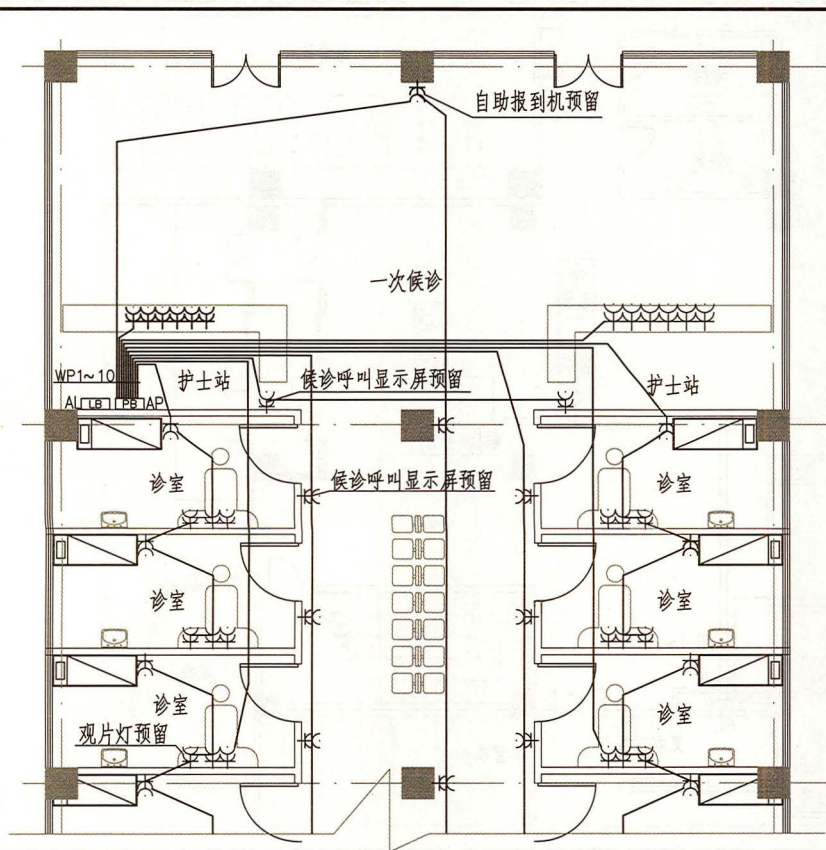 自助报到机预留
一次候诊
WP1~10
护士站
候诊呼叫显示屏预留
护士站
AL LB PB AP
诊室
候诊呼叫显示屏预留
诊室
诊室
诊室
诊室
诊室
观片灯预留